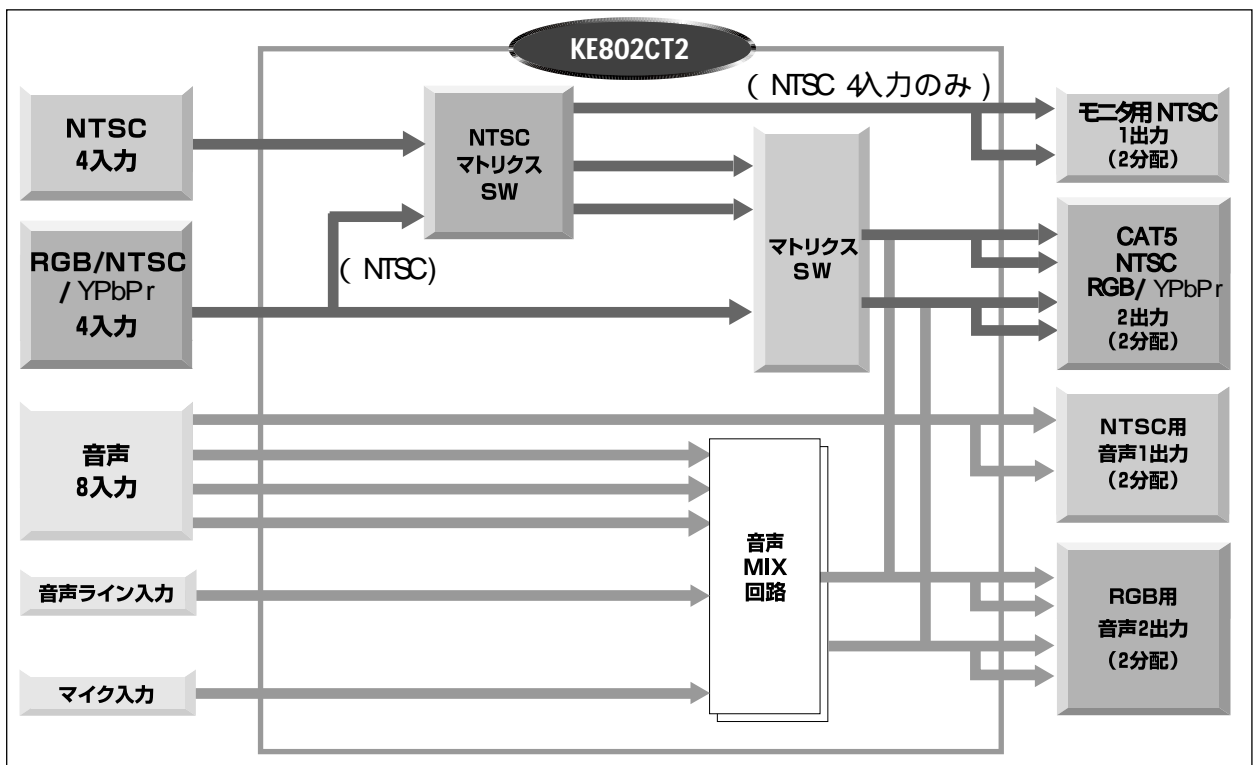 KE802CT2
NTSC
4入力
RGB/NTSC
/ YPbPr
4入力
音声
8入力
音声ライン入力
マイク入力
NTSC
マトリクス
SW
( NTSC 4入力のみ )
( NTSC)
マトリクス
SW
音声
MIX
回路
モニタ用 NTSC
1出力
(2分配)
CAT5
NTSC
RGB/ YPbPr
2出力
(2分配)
NTSC用
音声1出力
(2分配)
RGB用
音声2出力
(2分配)